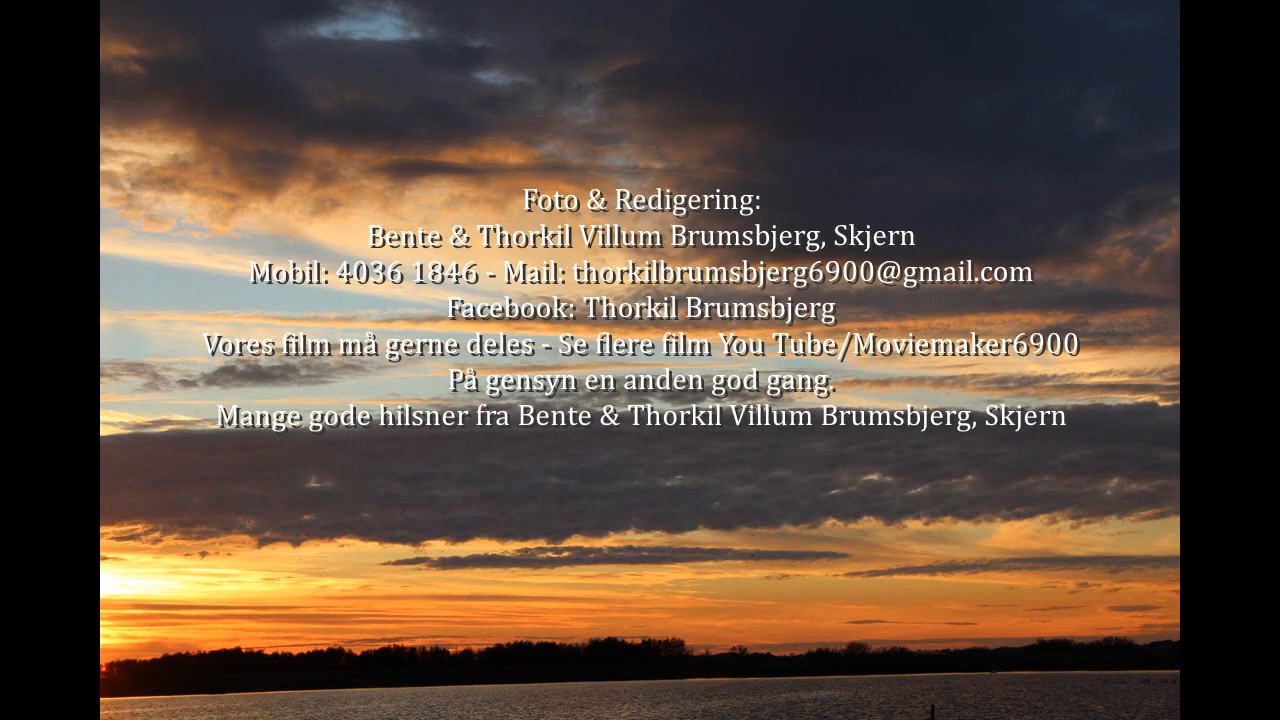 Foto & Redigering:
Bente & Thorkil Villum Brumsbjerg, Skjern
Mobil: 4036 1846 - Mail: thorkilbrumsbjerg6900@gmail.com
Facebook: Thorkil Brumsbjerg
Vores film må gerne deles - Se flere film You Tube/Moviemaker6900
På gensyn en anden god gang.
Mange gode hilsner fra Bente & Thorkil Villum Brumsbjerg, Skjern